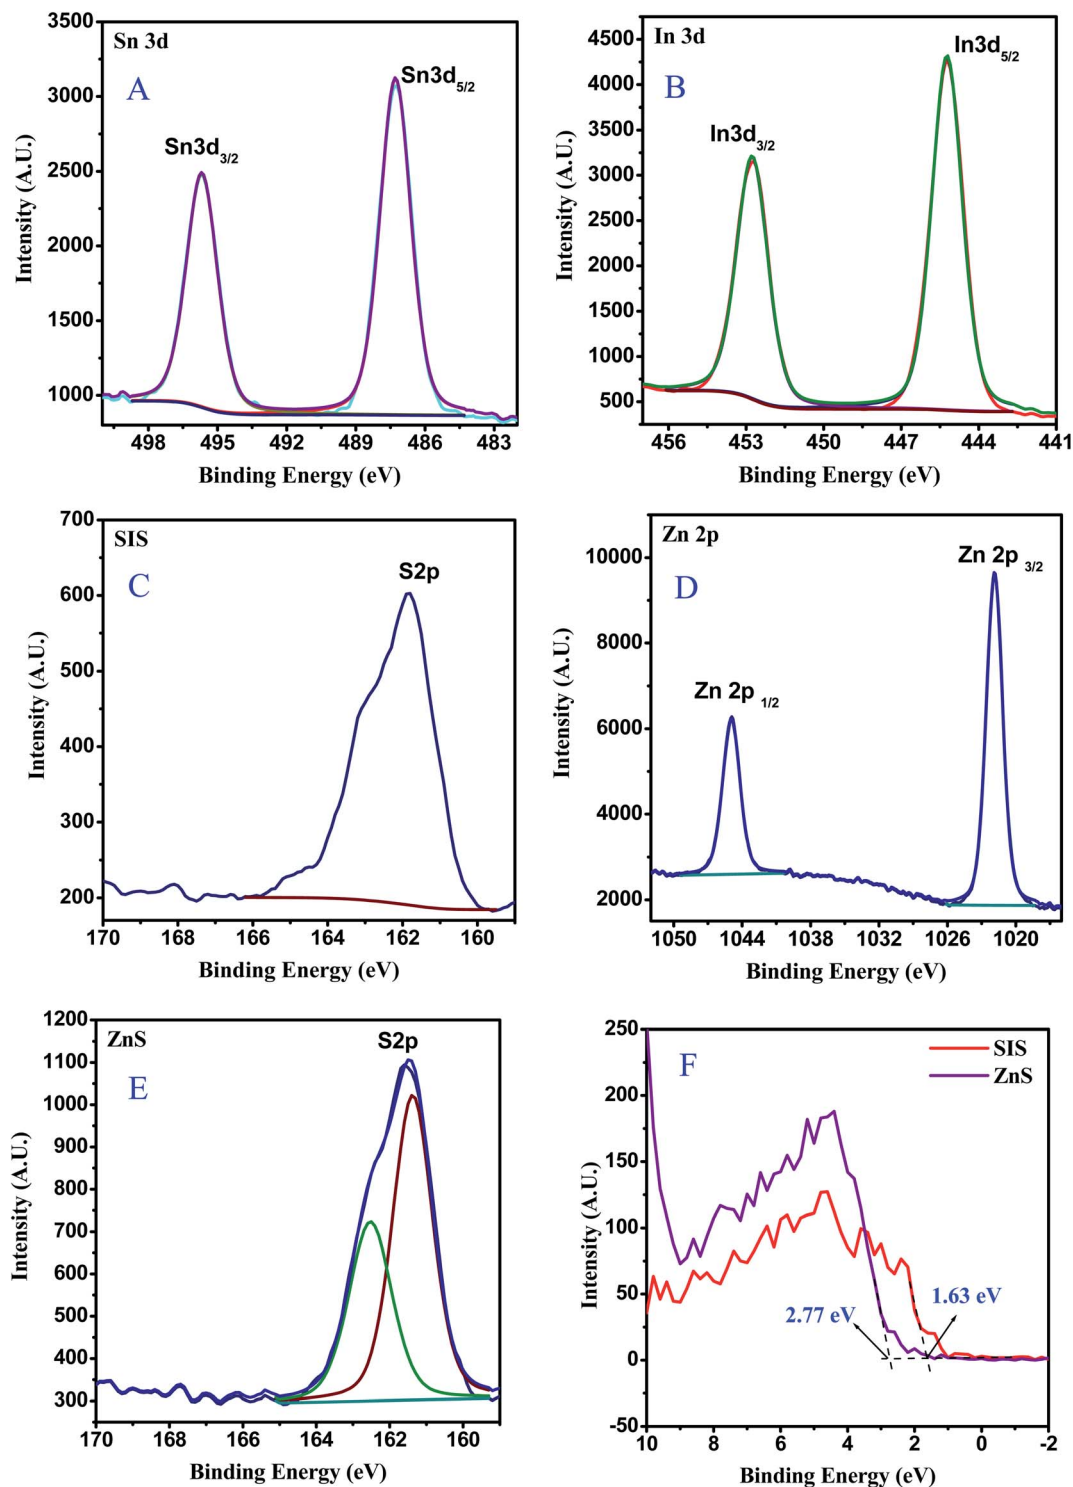 Sn 3d
A
Sn3d5/2
Sn3d3/2
3500
3000
2500
2000
1500
1000
Intensity (A.U.)
498 495 492 489 486 483
Binding Energy (eV)
In 3d
B
In3d5/2
In3d3/2
4500
4000
3500
3000
2500
2000
1500
1000
500
Intensity (A.U.)
456 453 450 447 444 441
Binding Energy (eV)
SIS
C
S2p
700
600
500
400
300
200
Intensity (A.U.)
170 168 166 164 162 160
Binding Energy (eV)
Zn 2p
D
Zn 2p 3/2
Zn 2p 1/2
10000
8000
6000
4000
2000
Intensity (A.U.)
1050 1044 1038 1032 1026 1020
Binding Energy (eV)
ZnS
E
S2p
1200
1100
1000
900
800
700
600
500
400
300
Intensity (A.U.)
170 168 166 164 162 160
Binding Energy (eV)
F
SIS
ZnS
250
200
150
100
50
0
-50
Intensity (A.U.)
2.77 eV
1.63 eV
10 8 6 4 2 0 -2
Binding Energy (eV)